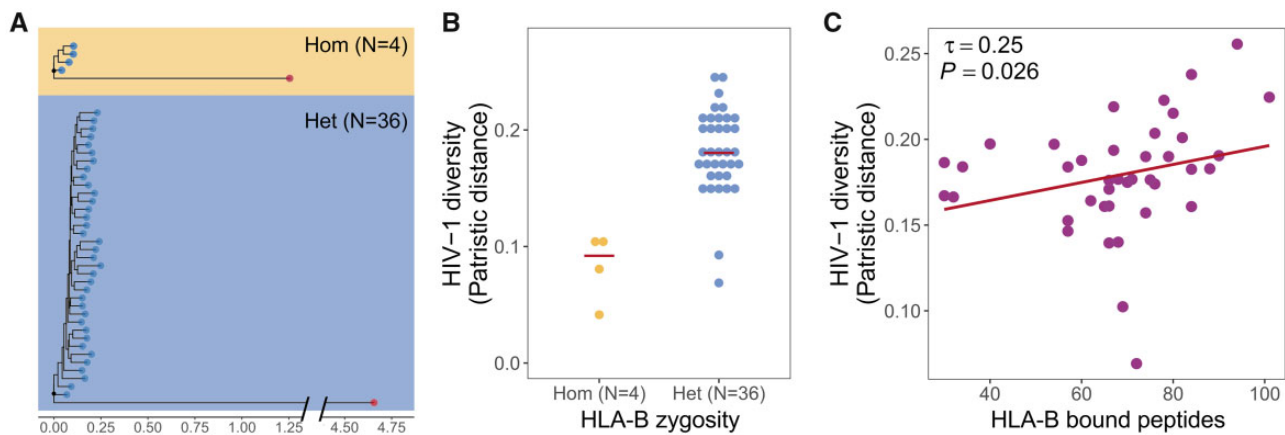 A
Hom (N=4)
Het (N=36)
0.00 0.25 0.50 0.75 1.00 1.25 4.50 4.75
B
HIV−1 diversity
(Patristic distance)
0.2
0.1
0.0
Hom (N=4) Het (N=36)
HLA-B zygosity
C
τ = 0.25
P = 0.026
HIV−1 diversity
(Patristic distance)
0.25
0.20
0.15
0.10
40 60 80 100
HLA-B bound peptides